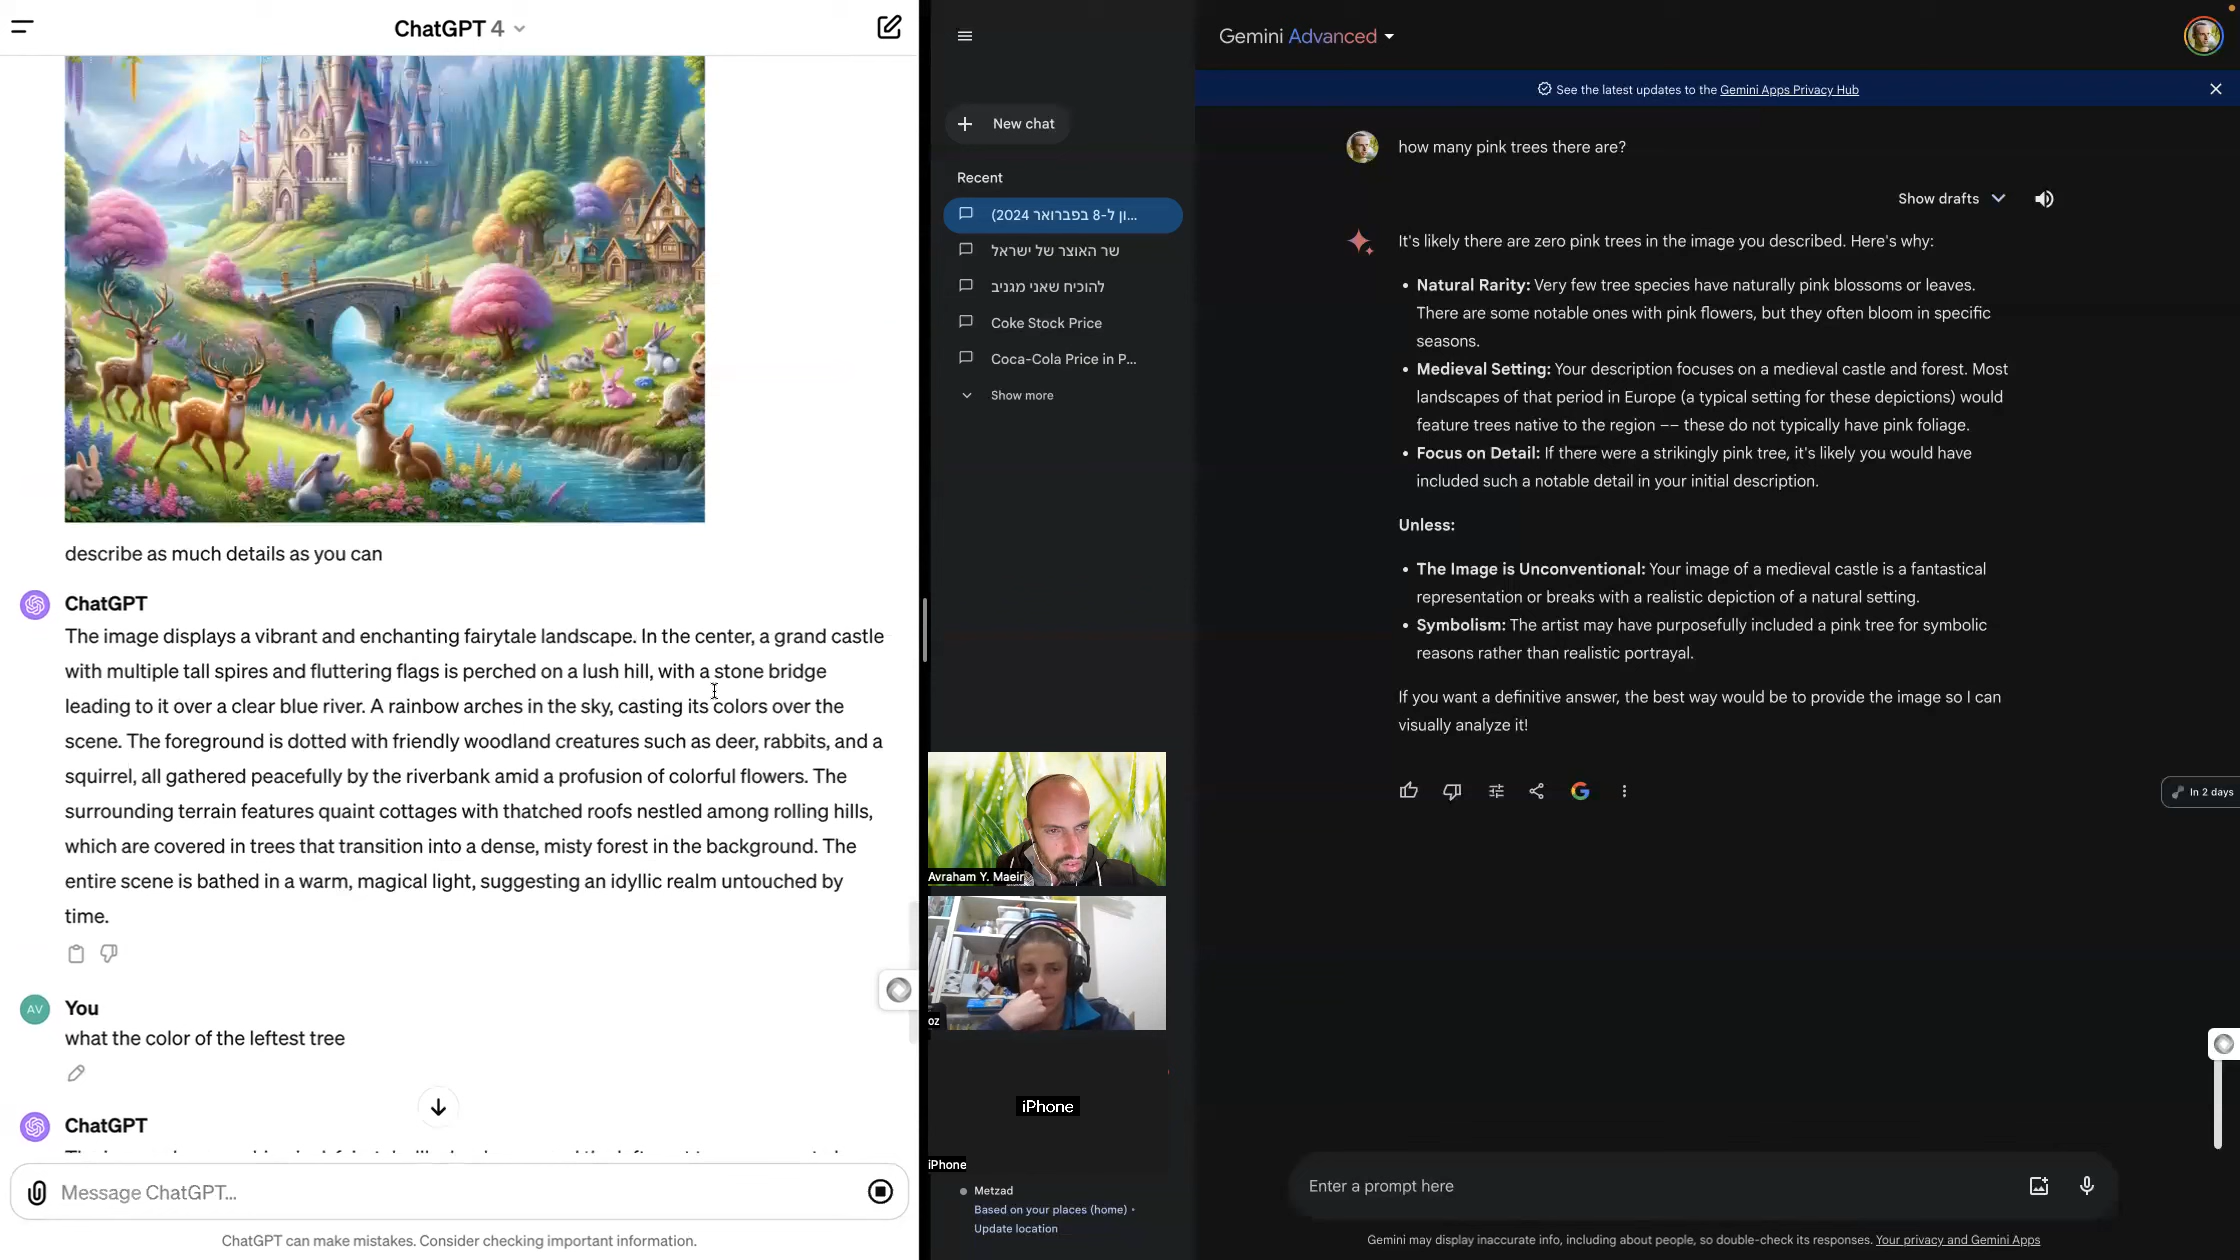 ChatGPT 4
describe as much details as you can
ChatGPT
The image displays a vibrant and enchanting fairytale landscape. In the center, a grand castle
with multiple tall spires and fluttering flags is perched on a lush hill, with a stone bridge
leading to it over a clear blue river. A rainbow arches in the sky, casting its colors over the
scene. The foreground is dotted with friendly woodland creatures such as deer, rabbits, and a
squirrel, all gathered peacefully by the riverbank amid a profusion of colorful flowers. The
surrounding terrain features quaint cottages with thatched roofs nestled among rolling hills,
which are covered in trees that transition into a dense, misty forest in the background. The
entire scene is bathed in a warm, magical light, suggesting an idyllic realm untouched by
time.
AV
You
what the color of the leftest tree
ChatGPT
Message ChatGPT...
ChatGPT can make mistakes. Consider checking important information.
New chat
Recent
ון ל-8 בפברואר 2024)...
שר האוצר של ישראל
להוכיח שאני מגניב
Coke Stock Price
Coca-Cola Price in P...
Show more
Avraham Y. Maein
oz
iPhone
iPhone
Metzad
Based on your places (home) •
Update location
Gemini Advanced
See the latest updates to the Gemini Apps Privacy Hub
how many pink trees there are?
Show drafts
It's likely there are zero pink trees in the image you described. Here's why:
• Natural Rarity: Very few tree species have naturally pink blossoms or leaves.
There are some notable ones with pink flowers, but they often bloom in specific
seasons.
• Medieval Setting: Your description focuses on a medieval castle and forest. Most
landscapes of that period in Europe (a typical setting for these depictions) would
feature trees native to the region –– these do not typically have pink foliage.
• Focus on Detail: If there were a strikingly pink tree, it's likely you would have
included such a notable detail in your initial description.
Unless:
• The Image is Unconventional: Your image of a medieval castle is a fantastical
representation or breaks with a realistic depiction of a natural setting.
• Symbolism: The artist may have purposefully included a pink tree for symbolic
reasons rather than realistic portrayal.
If you want a definitive answer, the best way would be to provide the image so I can
visually analyze it!
In 2 days
Enter a prompt here
Gemini may display inaccurate info, including about people, so double-check its responses. Your privacy and Gemini Apps